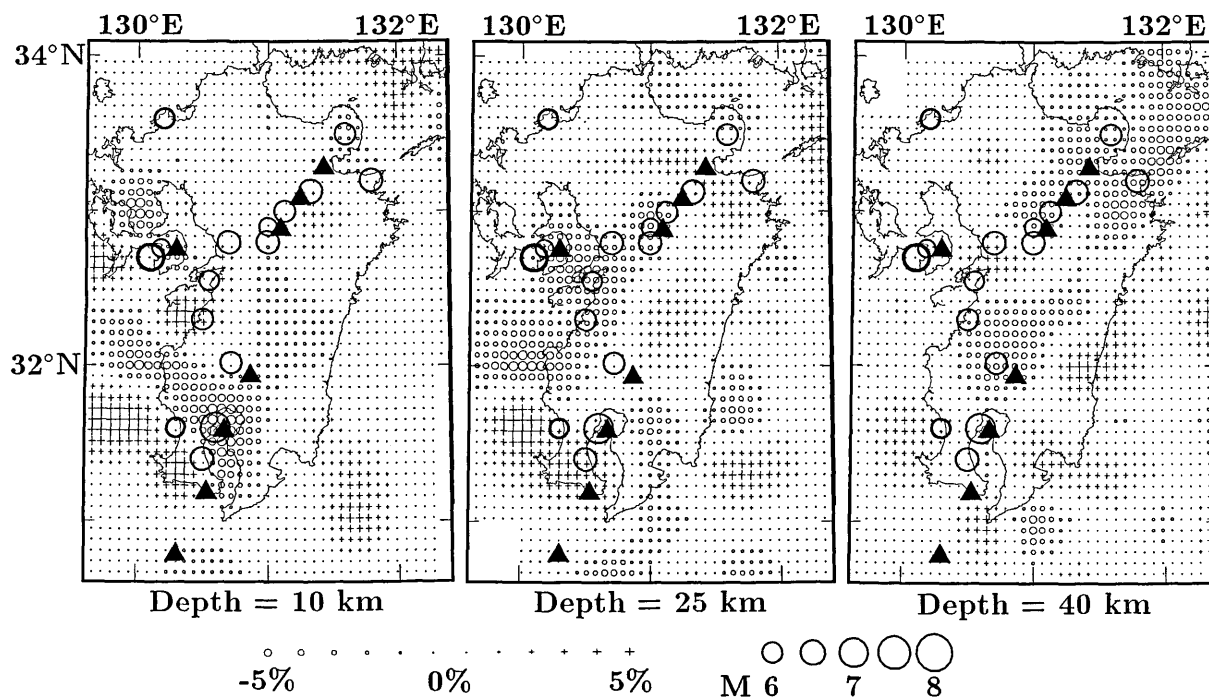 130°E 132°E 130°E 132°E 130°E 132°E
34°N
32°N
Depth = 10 km Depth = 25 km Depth = 40 km
-5% 0% 5% M 6 7 8